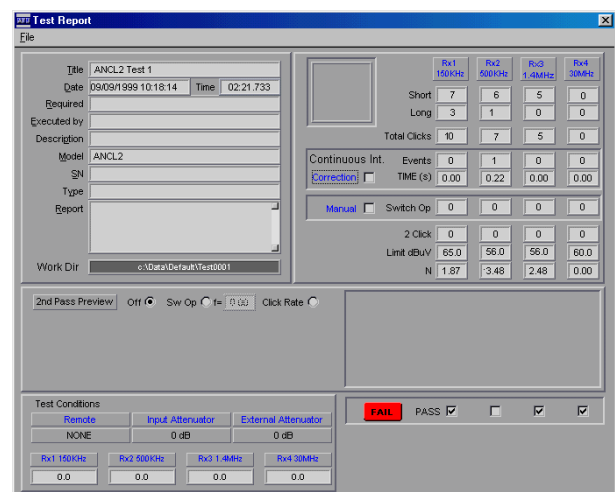 Test Report
File
Title ANCL2 Test 1
Date 09/09/1999 10:18:14 Time 02:21.733
Required
Executed by
Description
Model ANCL2
SN
Type
Report
Work Dir c:\Data\Default\Test0001
Rx1 150KHz Rx2 500KHz Rx3 1.4MHz Rx4 30MHz
Short 7 6 5 0
Long 3 1 0 0
Total Clicks 10 7 5 0
Continuous Int. Events 0 1 0 0
Correction TIME (s) 0.00 0.22 0.00 0.00
Manual Switch Op 0 0 0 0
2 Click 0 0 0 0
Limit dBuV 65.0 56.0 56.0 60.0
N 1.87 3.48 2.48 0.00
2nd Pass Preview Off Sw Op f= 0.00 Click Rate
Test Conditions
Remote Input Attenuator External Attenuator
NONE 0 dB 0 dB
Rx1 150KHz Rx2 500KHz Rx3 1.4MHz Rx4 30MHz
0.0 0.0 0.0 0.0
FAIL PASS